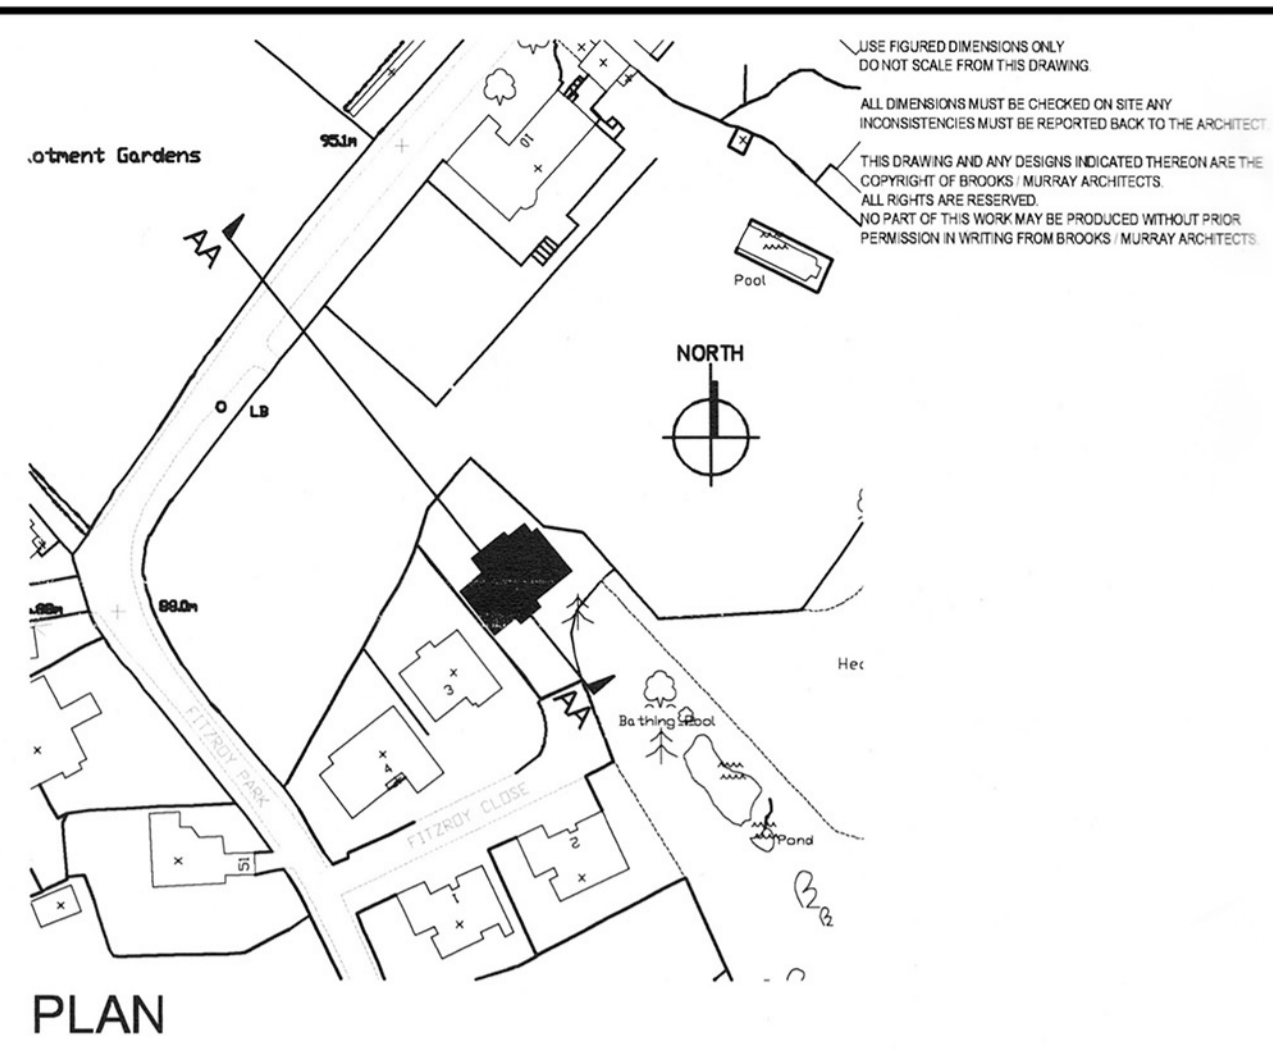 USE FIGURED DIMENSIONS ONLY
DO NOT SCALE FROM THIS DRAWING.
ALL DIMENSIONS MUST BE CHECKED ON SITE ANY
INCONSISTENCIES MUST BE REPORTED BACK TO THE ARCHITECT.
THIS DRAWING AND ANY DESIGNS INDICATED THEREON ARE THE
COPYRIGHT OF BROOKS / MURRAY ARCHITECTS.
ALL RIGHTS ARE RESERVED.
NO PART OF THIS WORK MAY BE PRODUCED WITHOUT PRIOR
PERMISSION IN WRITING FROM BROOKS / MURRAY ARCHITECTS.
95.1m
10
otment Gardens
AA
Pool
NORTH
LB
88.0m
Hea
3
AA
Bathing Pool
4
FITZROY PARK
FITZROY CLOSE
Pond
2
51
1
PLAN